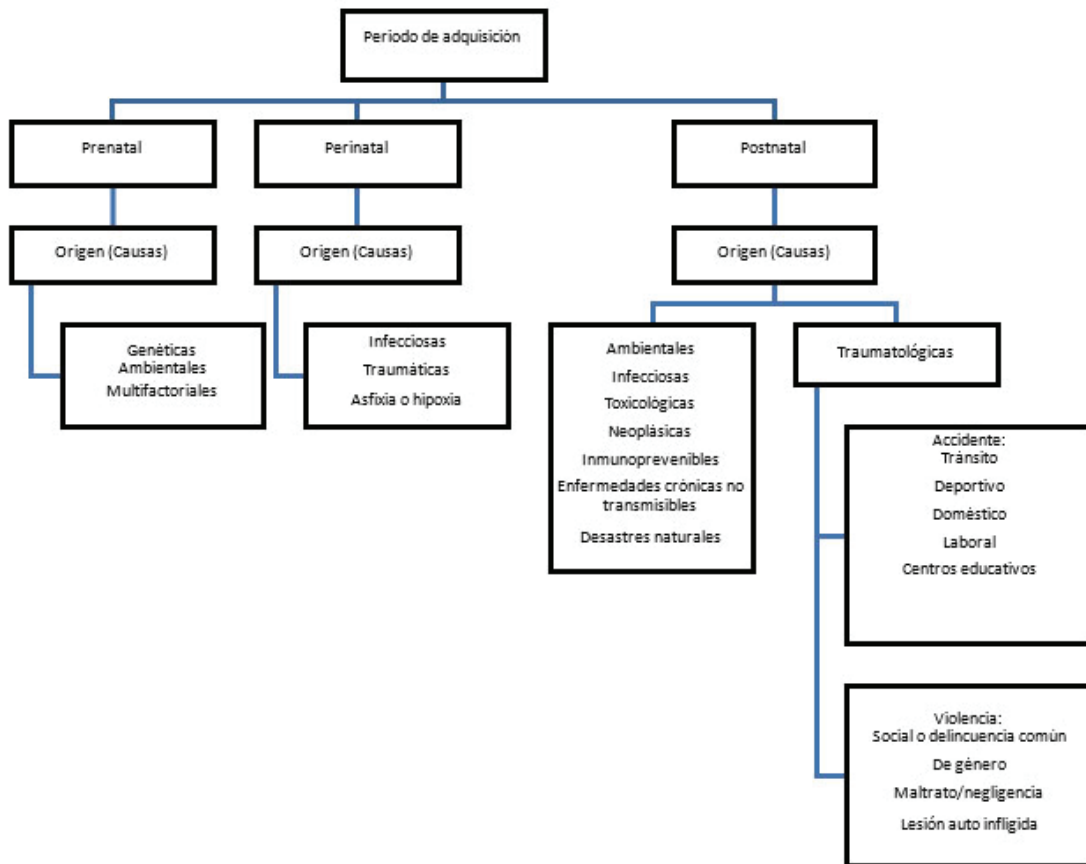 Periodo de adquisición
Prenatal
Perinatal
Postnatal
Origen (Causas)
Origen (Causas)
Origen (Causas)
Genéticas
Ambientales
Multifactoriales
Infecciosas
Traumáticas
Asfixia o hipoxia
Ambientales
Infecciosas
Toxicológicas
Neoplásicas
Inmunoprevenibles
Enfermedades crónicas no
transmisibles
Desastres naturales
Traumatológicas
Accidente:
Tránsito
Deportivo
Doméstico
Laboral
Centros educativos
Violencia:
Social o delincuencia común
De género
Maltrato/negligencia
Lesión auto infligida